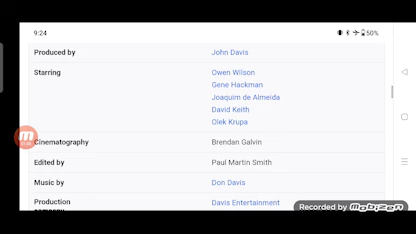 9:24 50%
Produced by John Davis
Starring Owen Wilson
Gene Hackman
Joaquim de Almeida
David Keith
Olek Krupa
Cinematography Brendan Galvin
Edited by Paul Martin Smith
Music by Don Davis
Production Davis Entertainment
Recorded by Mobizen